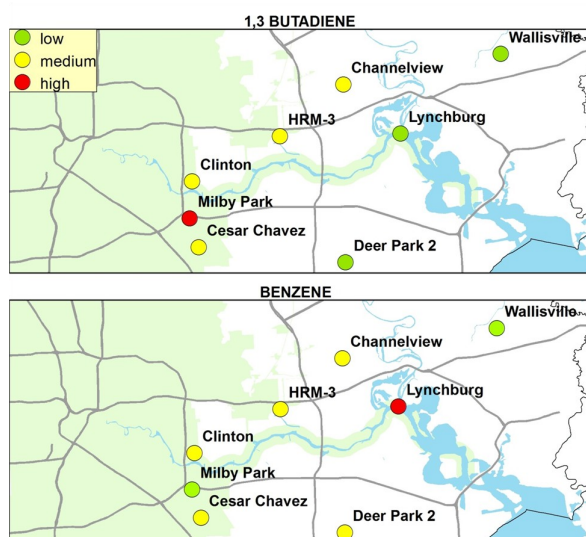 1,3 BUTADIENE
low
medium
high
Wallisville
Channelview
HRM-3
Lynchburg
Clinton
Milby Park
Cesar Chavez
Deer Park 2
BENZENE
Wallisville
Channelview
HRM-3
Lynchburg
Clinton
Milby Park
Cesar Chavez
Deer Park 2